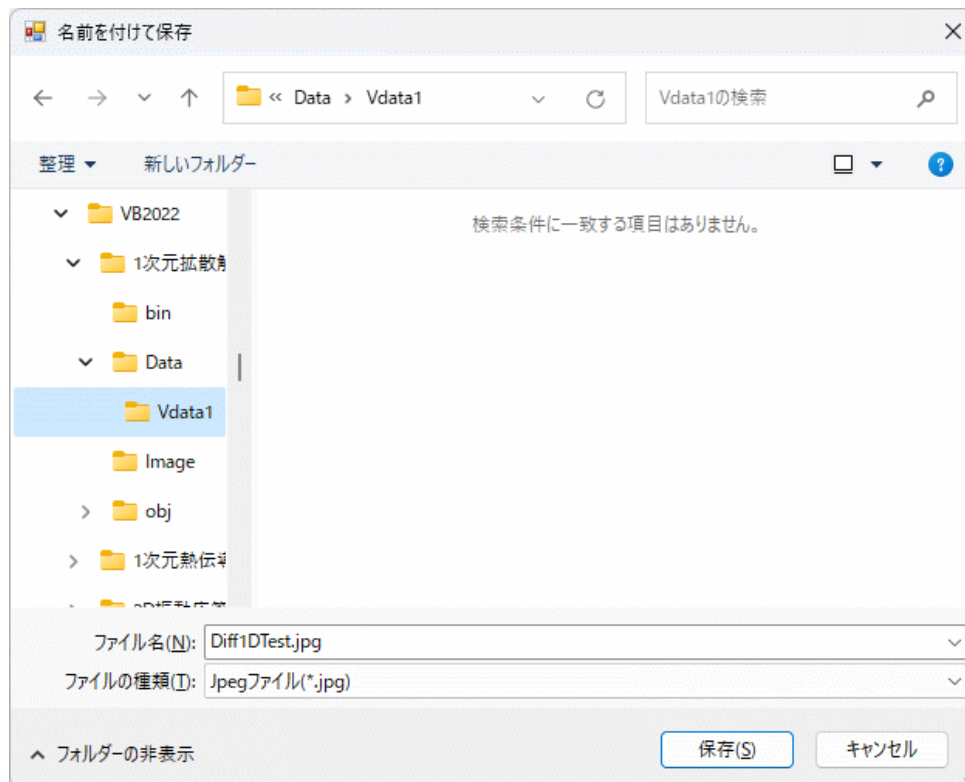 名前を付けて保存
« Data › Vdata1
Vdata1の検索
整理
新しいフォルダー
VB2022
検索条件に一致する項目はありません。
1次元拡散解
bin
Data
Vdata1
Image
obj
1次元熱伝導
ファイル名(N): Diff1DTest.jpg
ファイルの種類(T): Jpegファイル(*.jpg)
フォルダーの非表示
保存(S)
キャンセル